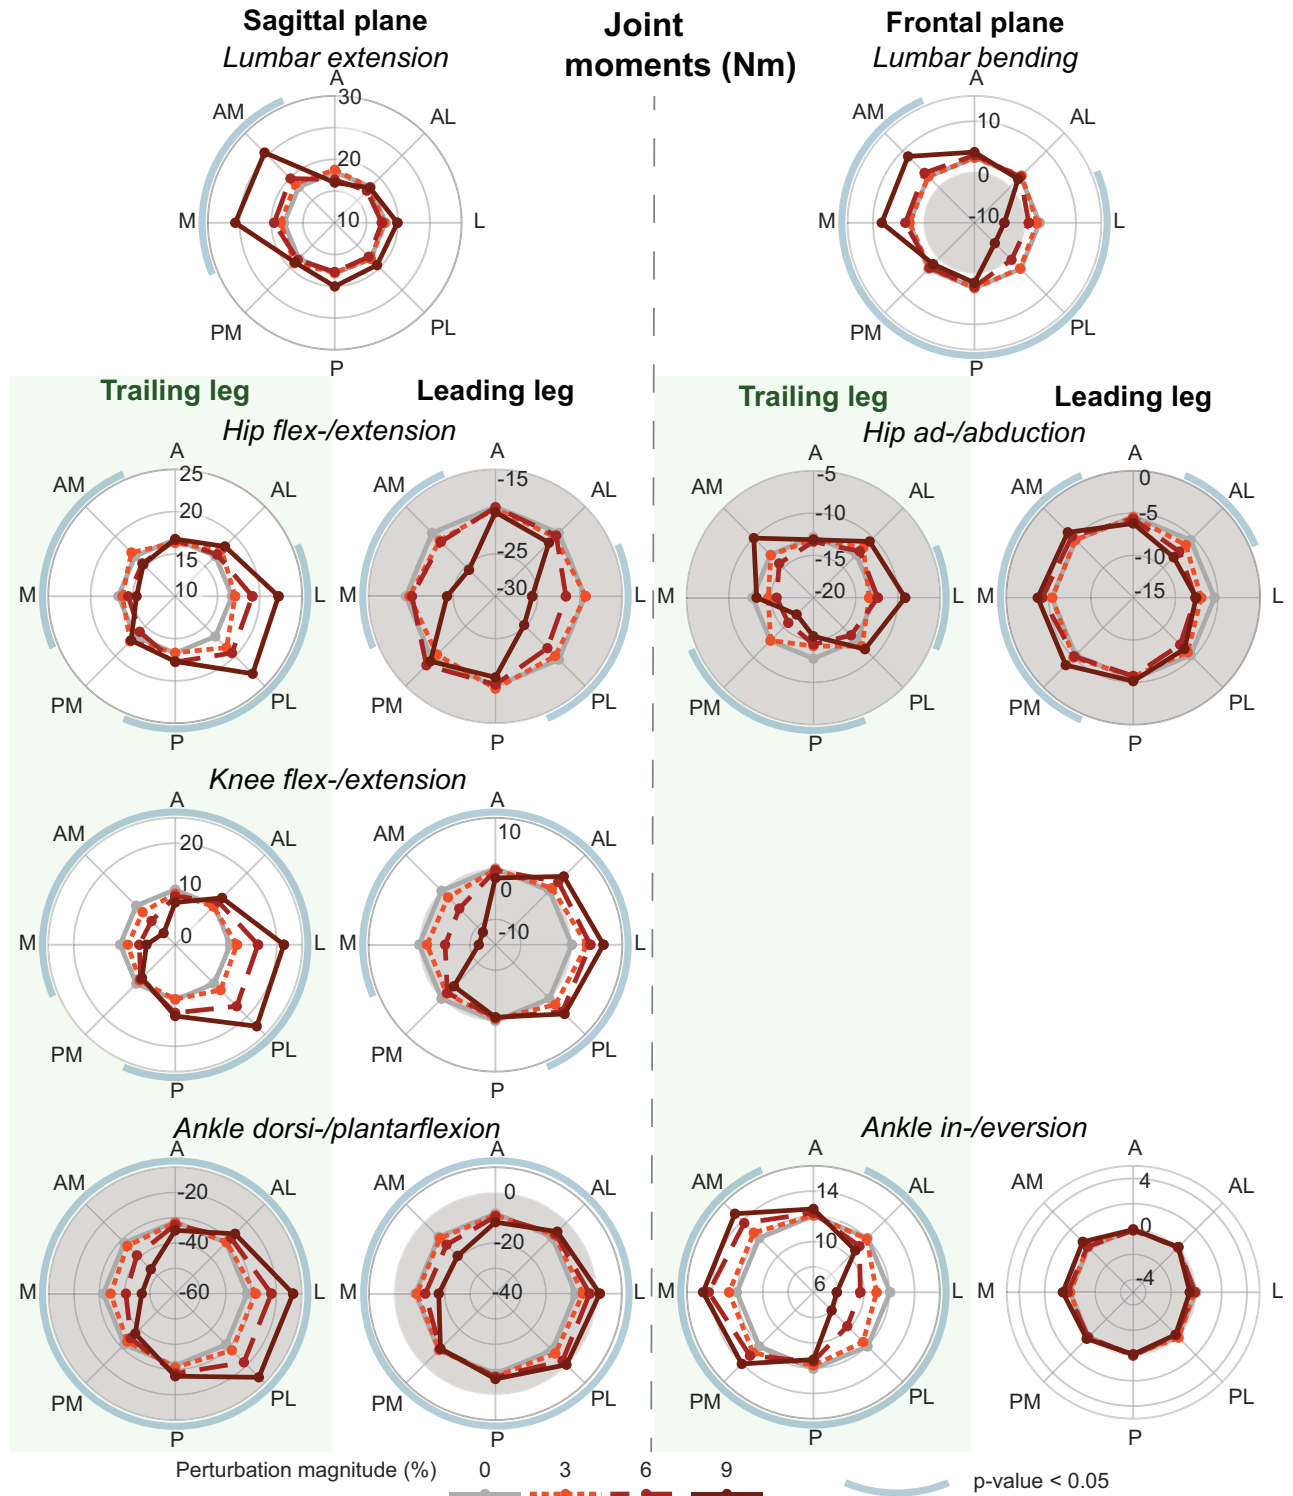 Sagittal plane
Joint
moments (Nm)
Frontal plane
Lumbar extension
Lumbar bending
A
30
AM
AL
20
M
10
L
PM
PL
P
A
10
AM
AL
0
M
-10
L
PM
PL
P
Trailing leg
Leading leg
Trailing leg
Leading leg
Hip flex-/extension
Hip ad-/abduction
A
25
AM
AL
20
15
M
10
L
PM
PL
P
A
-15
AM
AL
-25
M
-30
L
PM
PL
P
A
-5
AM
AL
-10
-15
M
-20
L
PM
PL
P
A
0
AM
AL
-5
-10
M
-15
L
PM
PL
P
Knee flex-/extension
A
AM
AL
20
10
M
0
L
PM
PL
P
A
10
AM
AL
0
M
-10
L
PM
PL
P
Ankle dorsi-/plantarflexion
Ankle in-/eversion
A
AM
AL
-20
-40
M
-60
L
PM
PL
P
A
AM
AL
0
-20
M
-40
L
PM
PL
P
A
AM
AL
14
10
M
6
L
PM
PL
P
A
4
AM
AL
0
M
-4
L
PM
PL
P
Perturbation magnitude (%)
0
3
6
9
p-value < 0.05